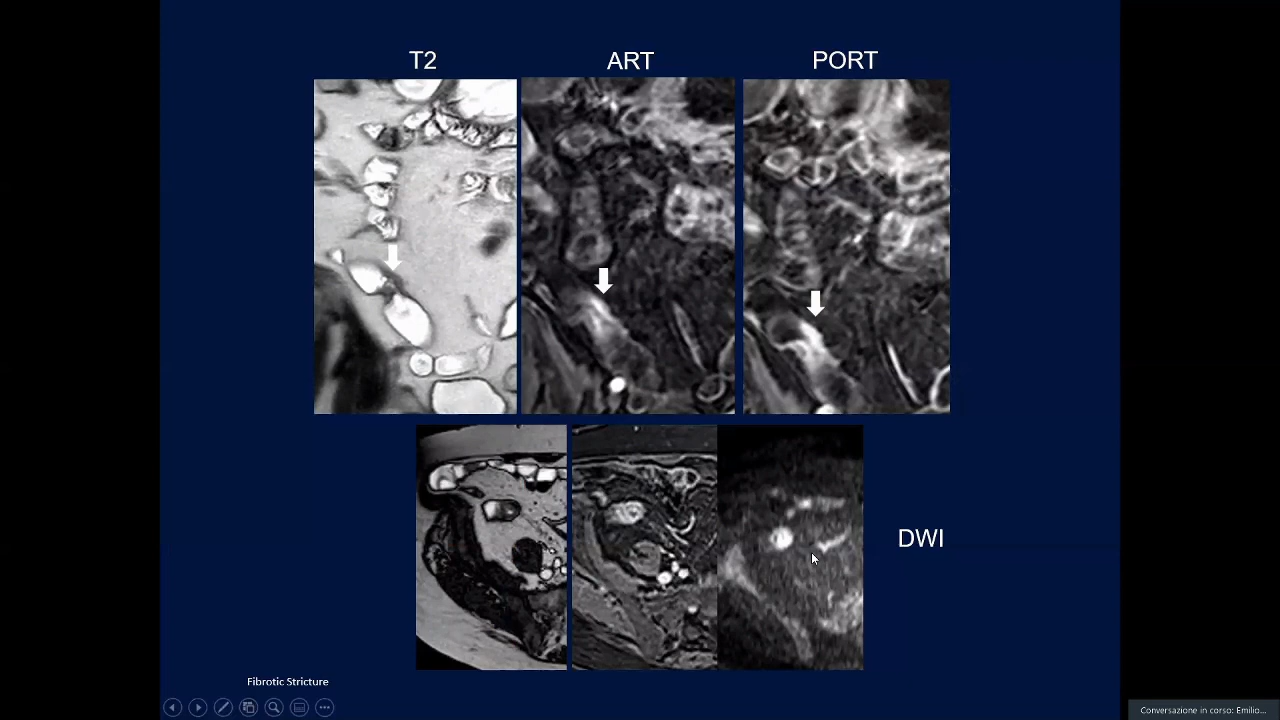 T2
ART
PORT
DWI
Fibrotic Stricture
Conversazione in corso: Emilio...